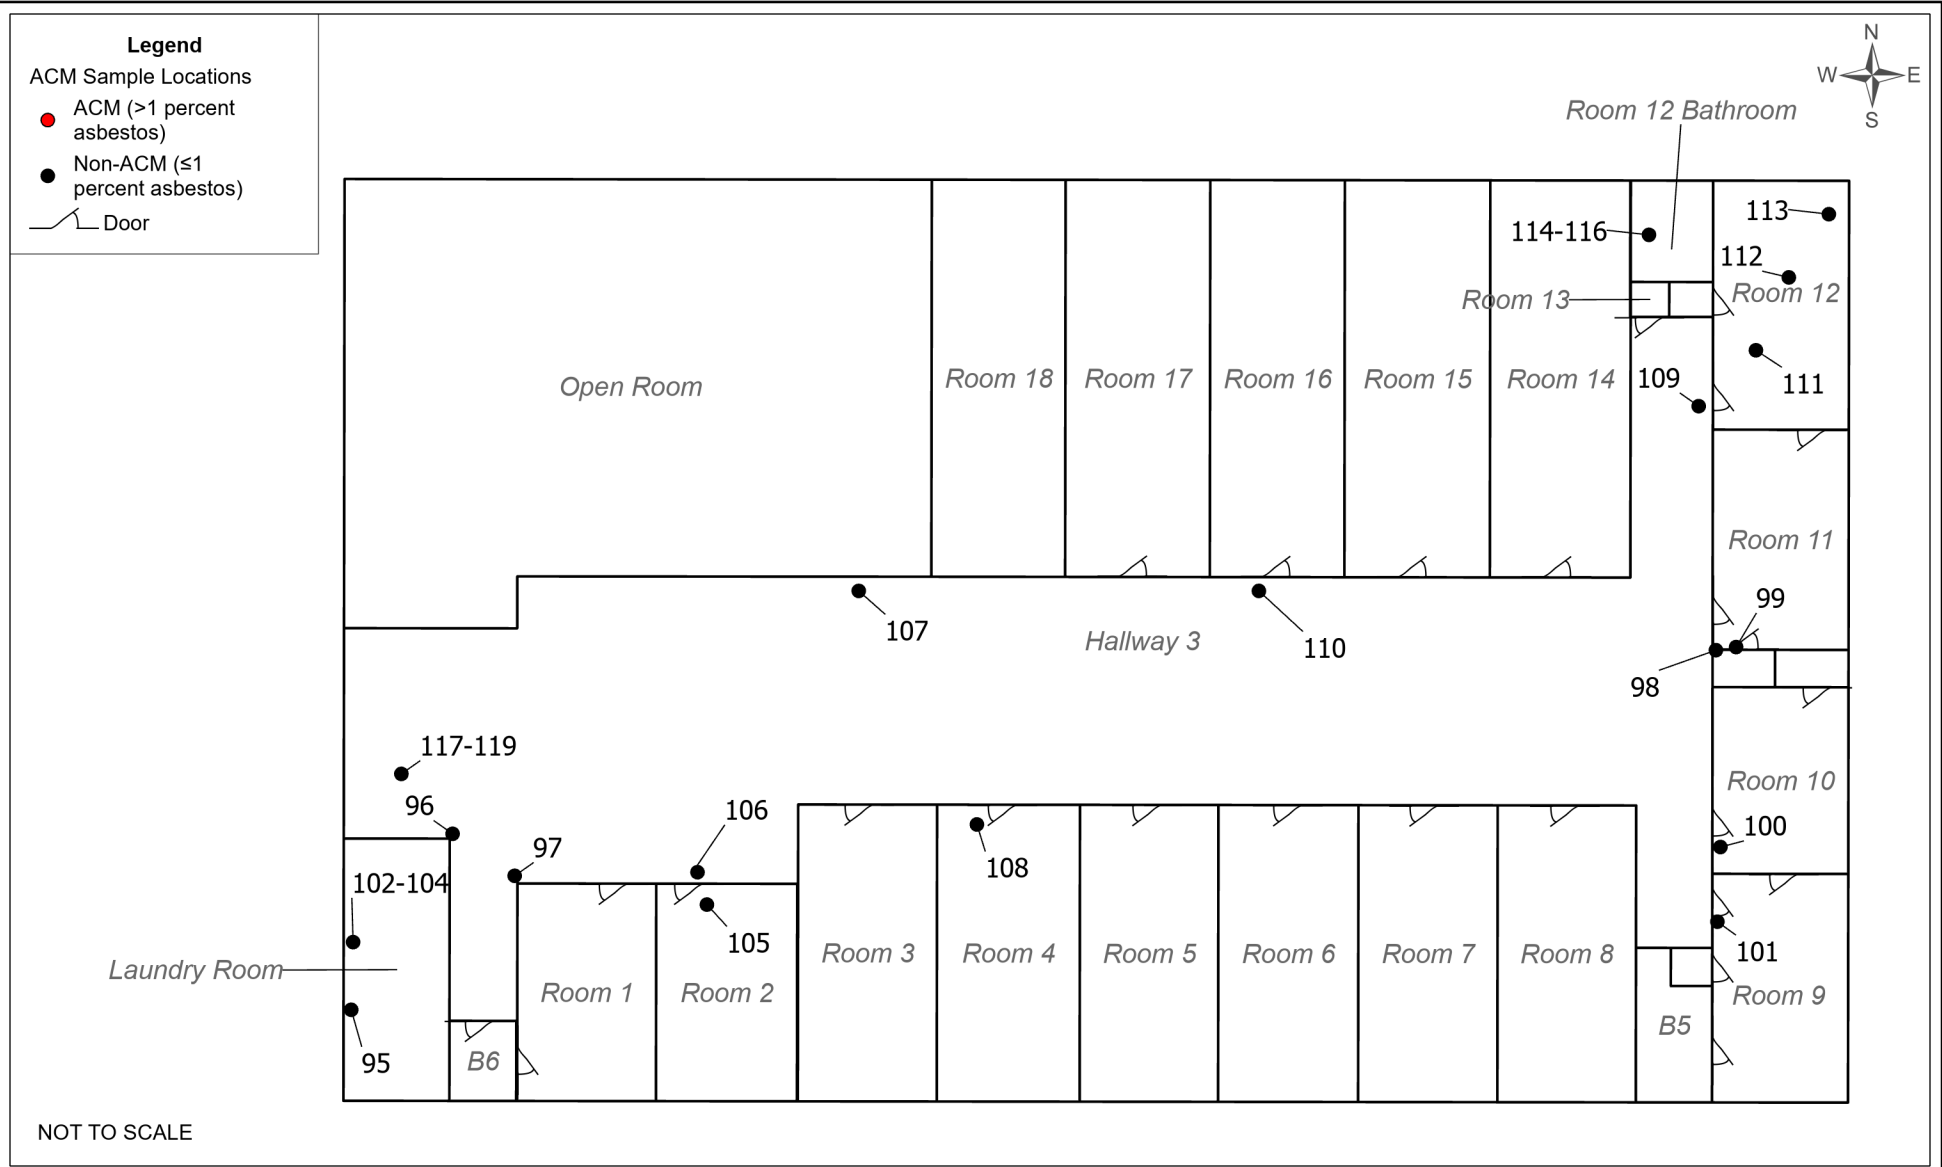 Legend
ACM Sample Locations
ACM (>1 percent
asbestos)
Non-ACM (≤1
percent asbestos)
Door
N
W
E
S
Room 12 Bathroom
113
114-116
112
Room 12
Room 13
111
109
Open Room
Room 18
Room 17
Room 16
Room 15
Room 14
Room 11
99
107
Hallway 3
110
98
117-119
96
106
97
Room 10
100
108
102-104
105
101
Laundry Room
Room 1
Room 2
Room 3
Room 4
Room 5
Room 6
Room 7
Room 8
Room 9
B5
95
B6
NOT TO SCALE